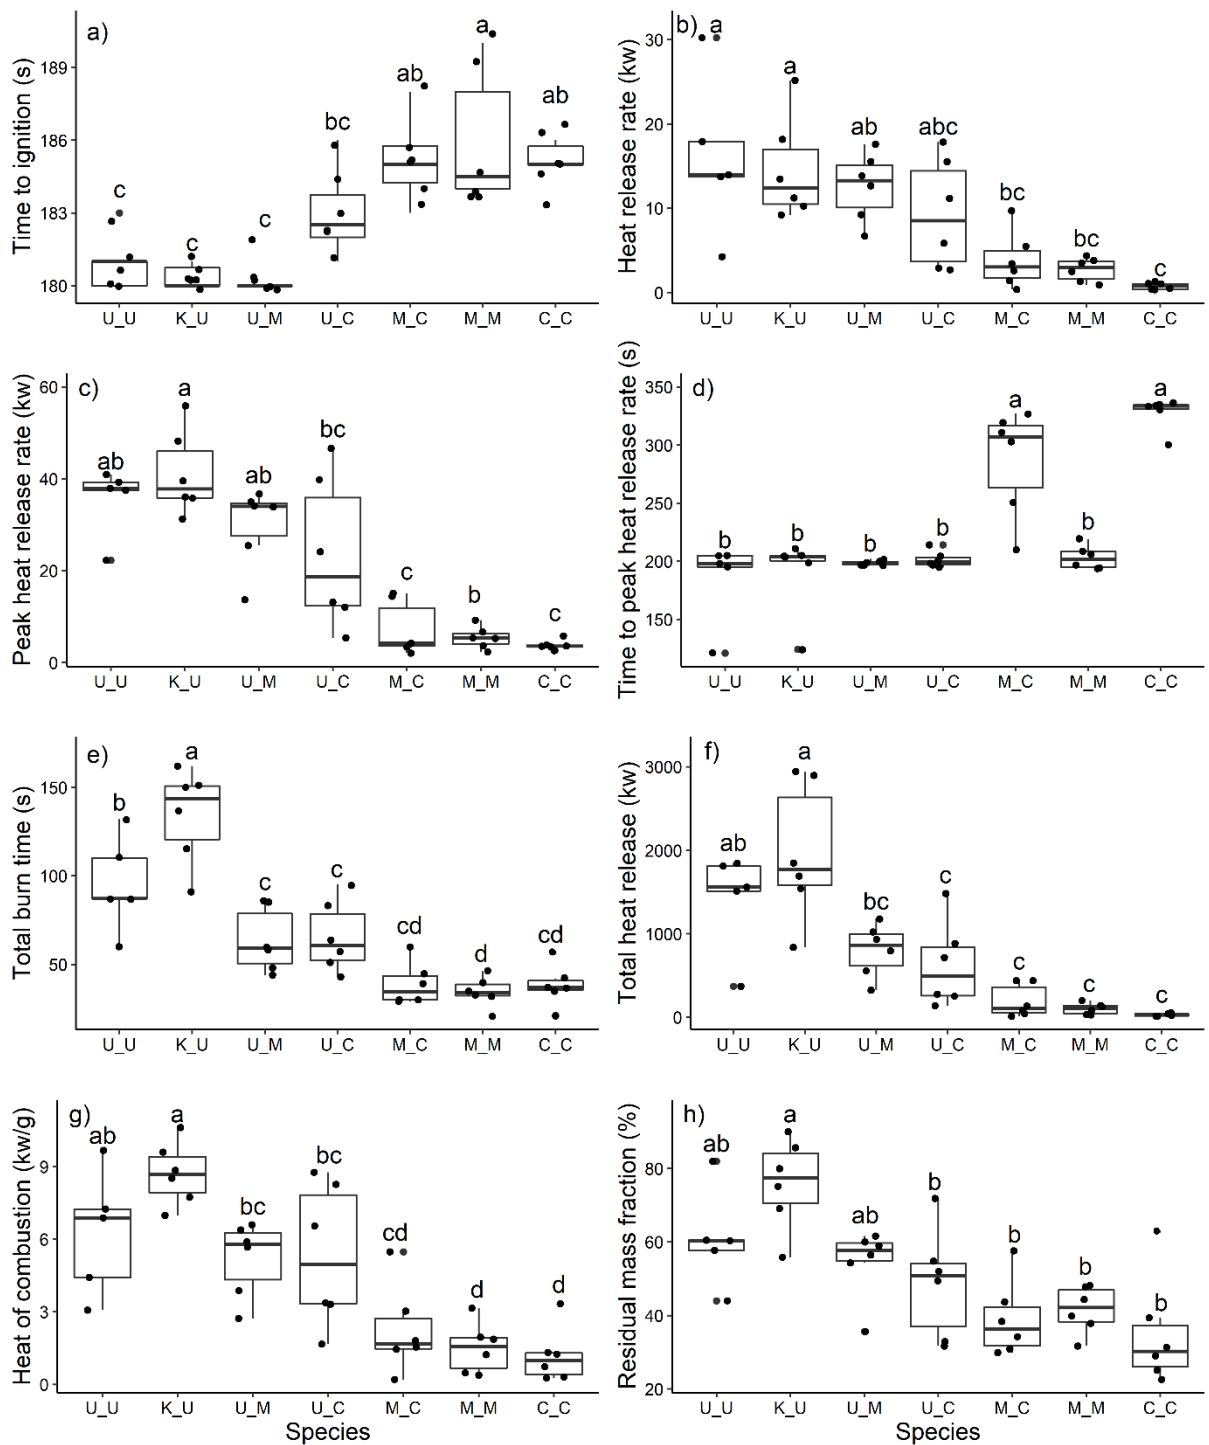 a)
Time to ignition (s)
189
186
183
180
c
c
c
bc
ab
a
ab
U_U K_U U_M U_C M_C M_M C_C
b)
Heat release rate (kw)
30
20
10
0
a
a
ab
abc
bc
bc
c
U_U K_U U_M U_C M_C M_M C_C
c)
Peak heat release rate (kw)
60
40
20
0
ab
a
ab
bc
c
b
c
U_U K_U U_M U_C M_C M_M C_C
d)
Time to peak heat release rate (s)
350
300
250
200
150
b
b
b
b
a
b
a
U_U K_U U_M U_C M_C M_M C_C
e)
Total burn time (s)
150
100
50
b
a
c
c
cd
d
cd
U_U K_U U_M U_C M_C M_M C_C
f)
Total heat release (kw)
3000
2000
1000
0
ab
a
bc
c
c
c
c
U_U K_U U_M U_C M_C M_M C_C
g)
Heat of combustion (kw/g)
9
6
3
0
ab
a
bc
bc
cd
d
d
U_U K_U U_M U_C M_C M_M C_C
Species
h)
Residual mass fraction (%)
80
60
40
20
ab
a
ab
b
b
b
b
U_U K_U U_M U_C M_C M_M C_C
Species